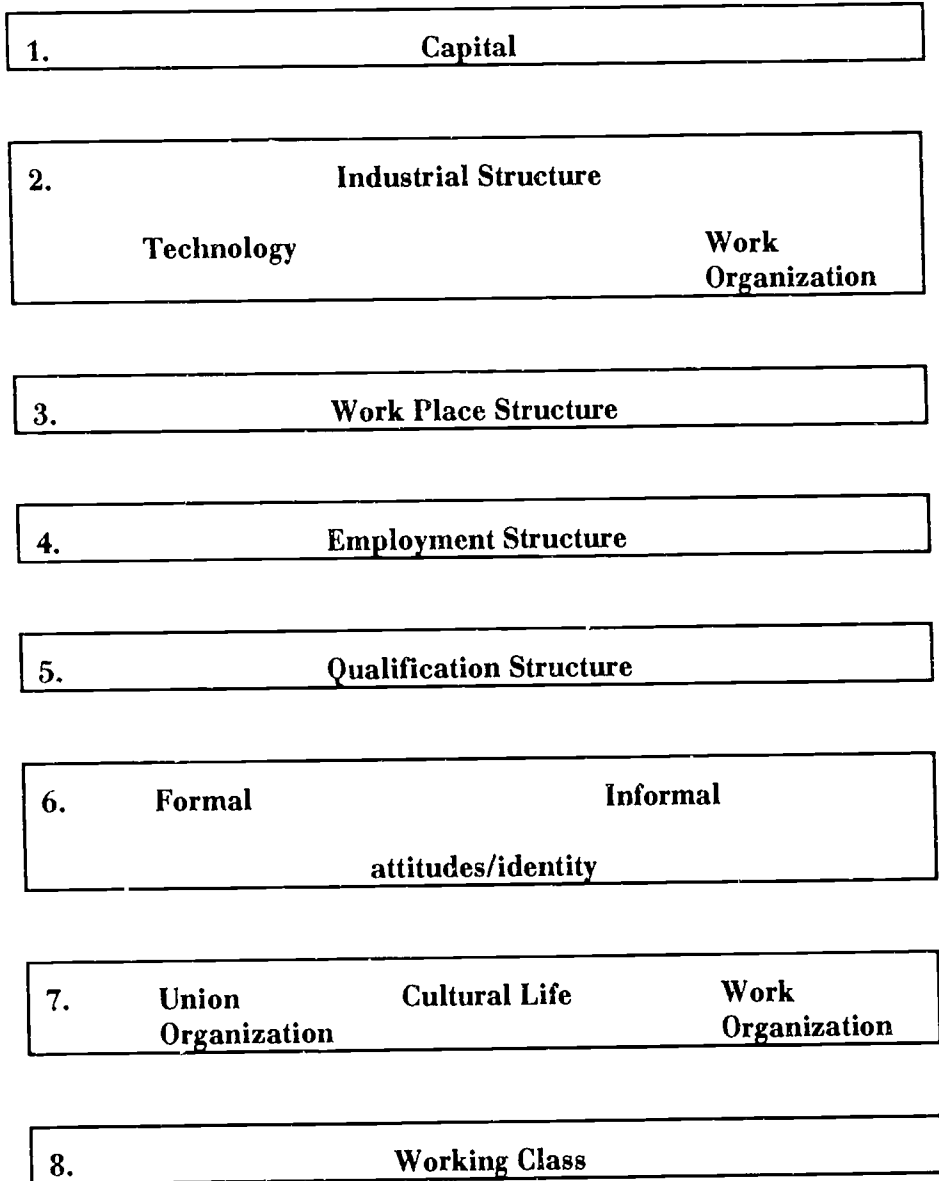 1. Capital
2. Industrial Structure
Technology Work
Organization
3. Work Place Structure
4. Employment Structure
5. Qualification Structure
6. Formal Informal
attitudes/identity
7. Union Cultural Life Work
Organization Organization
8. Working Class